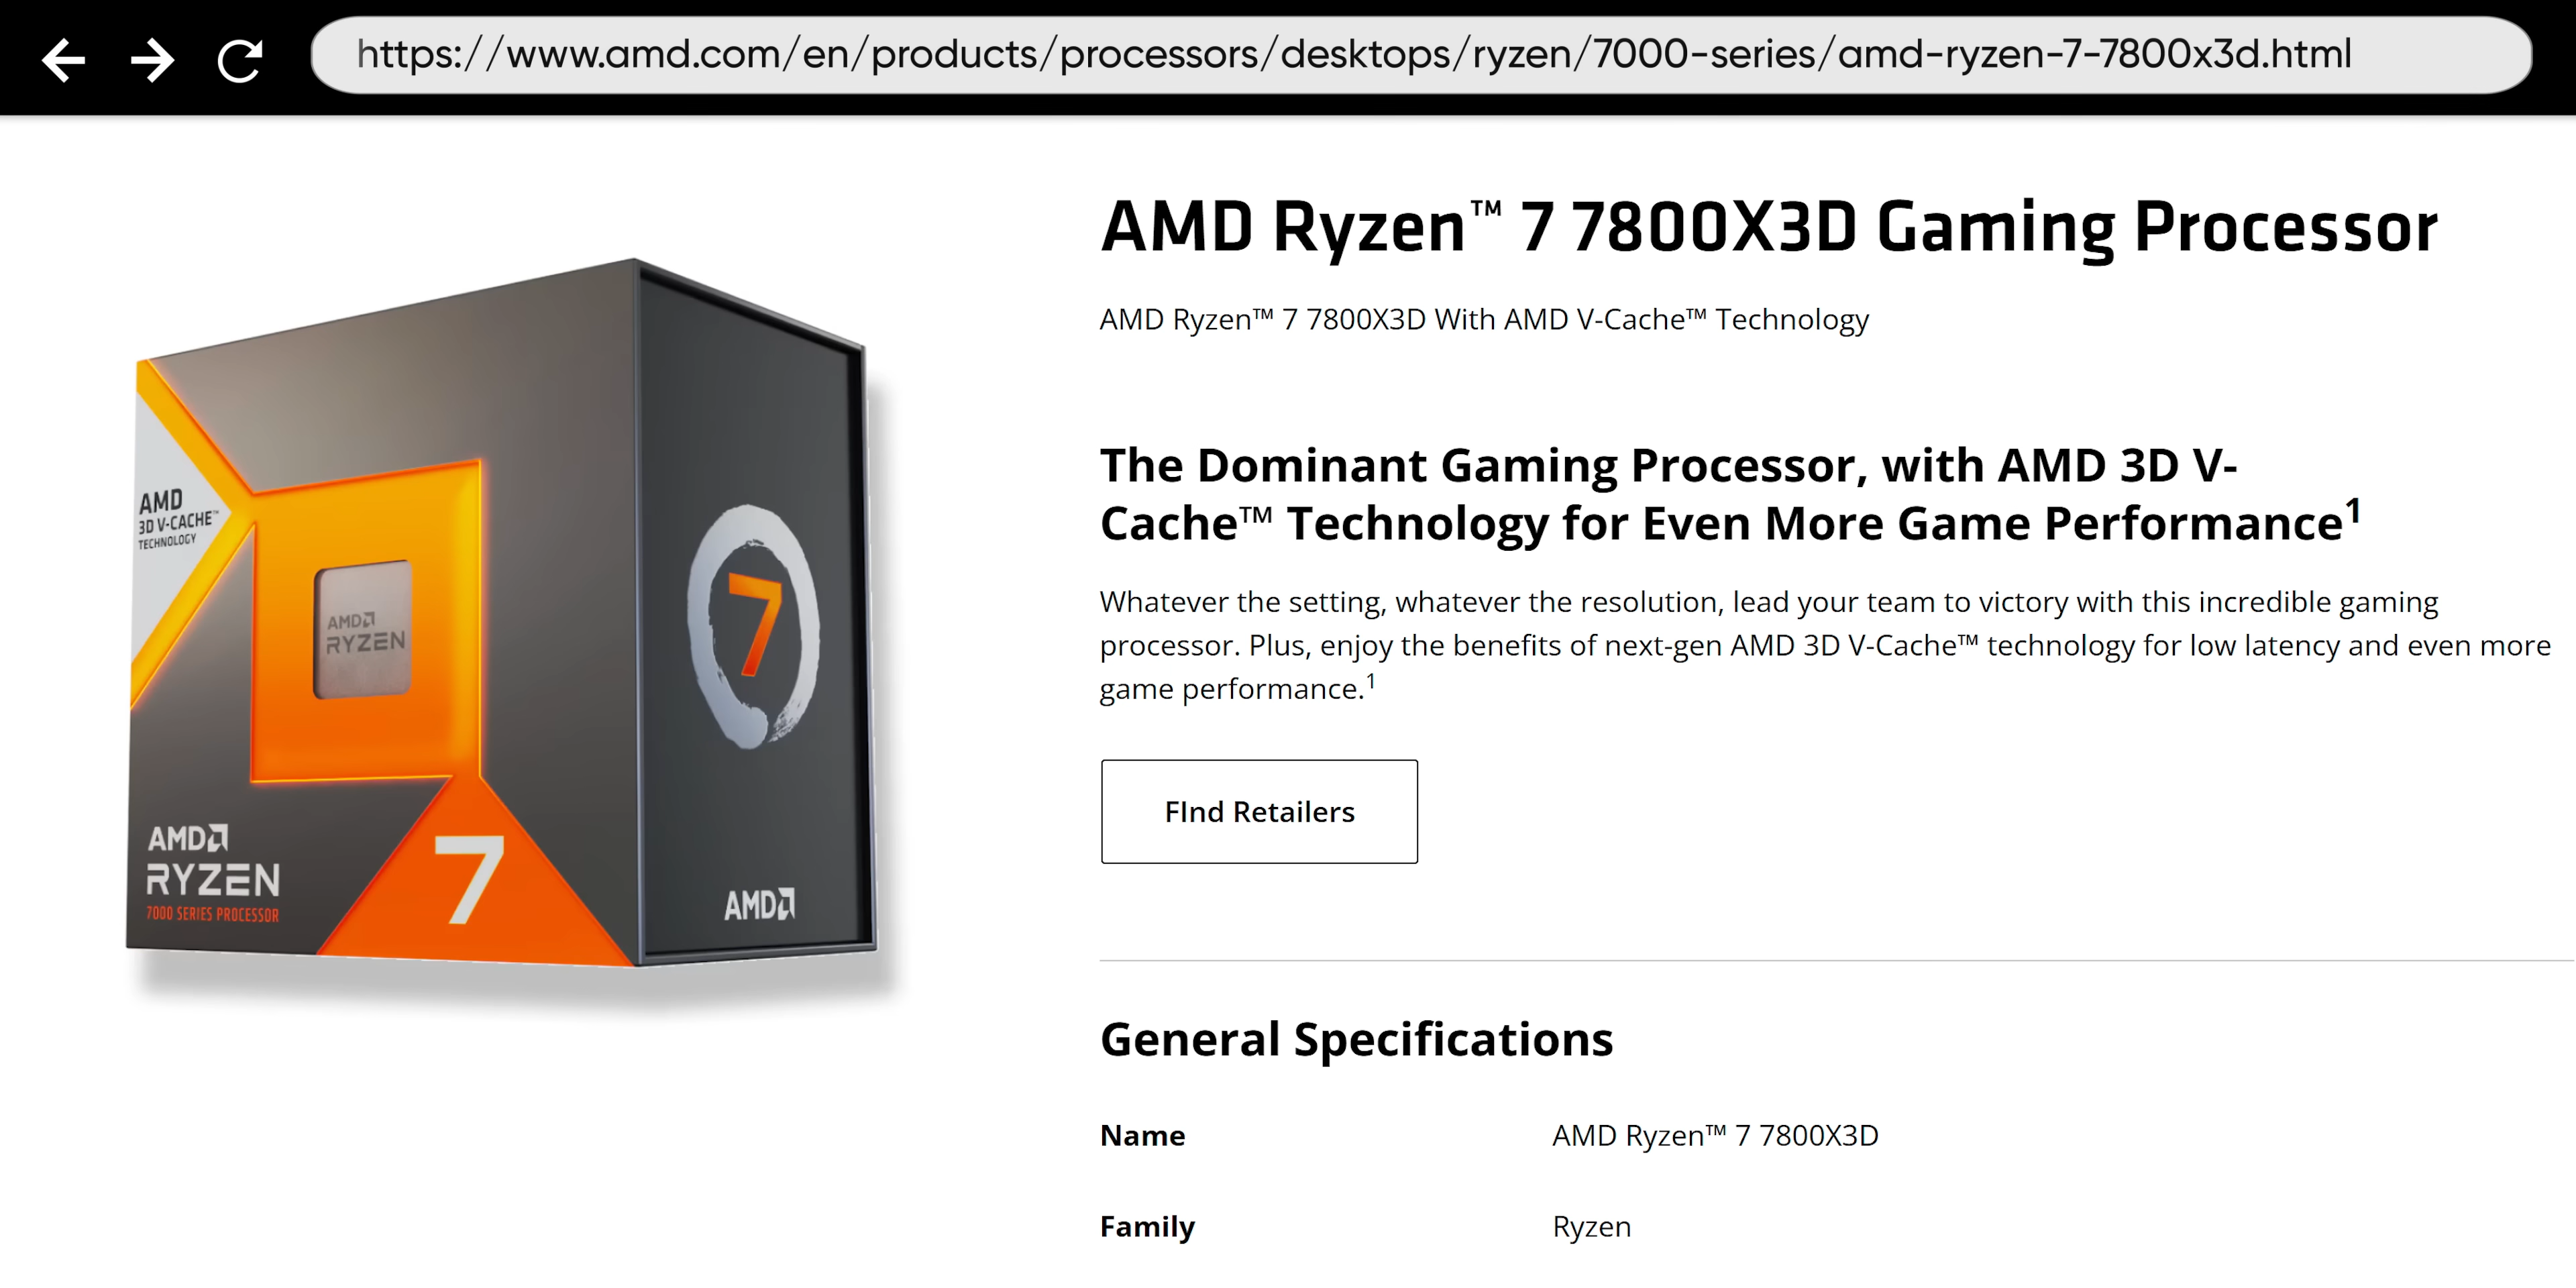 https://www.amd.com/en/products/processors/desktops/ryzen/7000-series/amd-ryzen-7-7800x3d.html
AMD Ryzen™ 7 7800X3D Gaming Processor
AMD Ryzen™ 7 7800X3D With AMD V-Cache™ Technology
The Dominant Gaming Processor, with AMD 3D V-
Cache™ Technology for Even More Game Performance¹
Whatever the setting, whatever the resolution, lead your team to victory with this incredible gaming
processor. Plus, enjoy the benefits of next-gen AMD 3D V-Cache™ technology for low latency and even more
game performance.¹
FInd Retailers
General Specifications
Name AMD Ryzen™ 7 7800X3D
Family Ryzen
AMD
3D V-CACHE™
TECHNOLOGY
AMD
RYZEN
7
AMD
RYZEN
7000 SERIES PROCESSOR
7
AMD